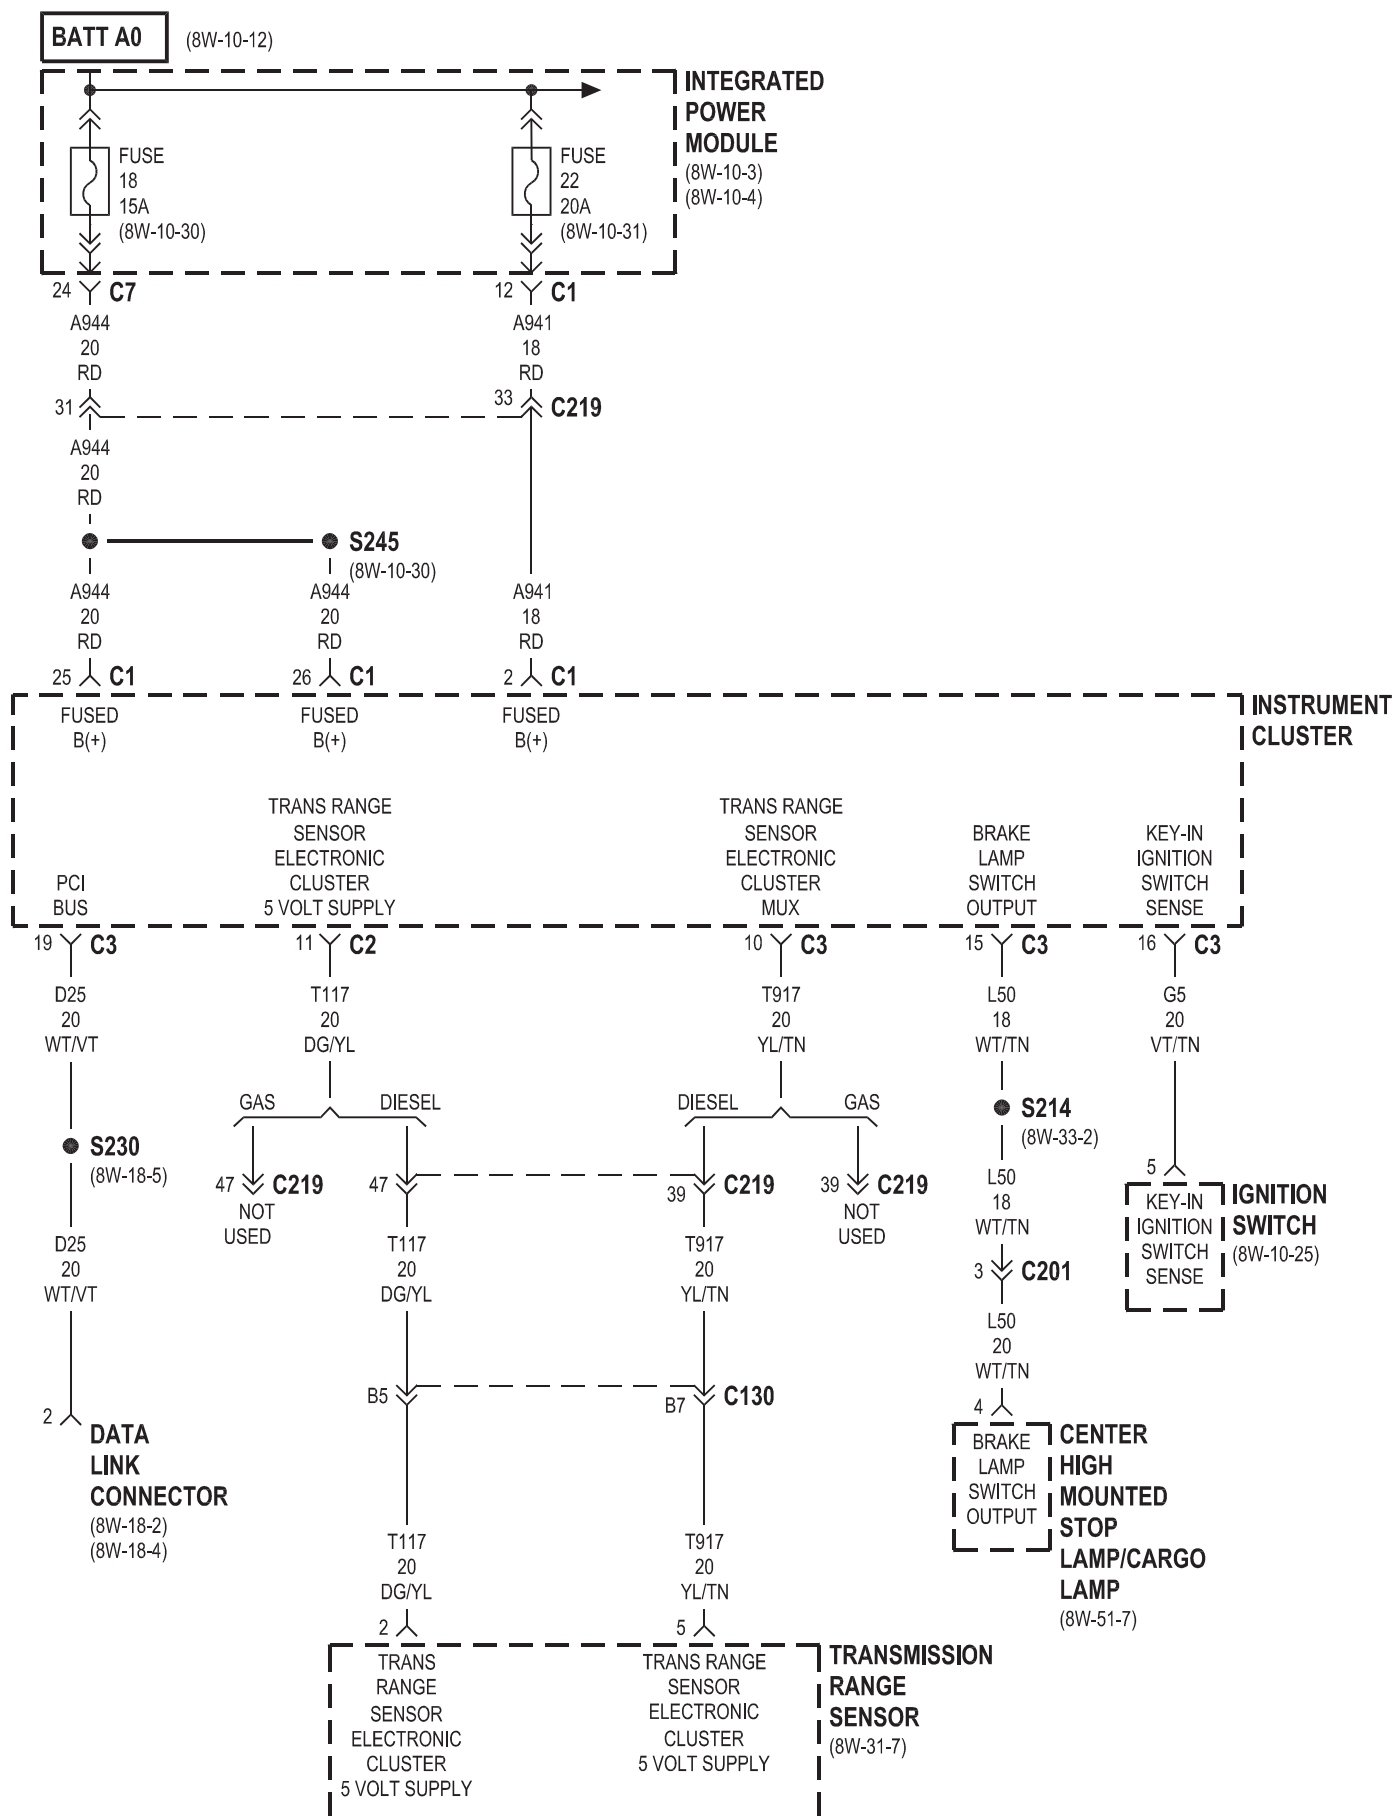 BATT A0 (8W-10-12)
INTEGRATED
POWER
MODULE
(8W-10-3)
(8W-10-4)
FUSE
18
15A
(8W-10-30)
FUSE
22
20A
(8W-10-31)
24 C7
12 C1
A944
20
RD
A941
18
RD
31
33 C219
A944
20
RD
S245
(8W-10-30)
A944
20
RD
A944
20
RD
A941
18
RD
25 C1
26 C1
2 C1
INSTRUMENT
CLUSTER
FUSED
B(+)
FUSED
B(+)
FUSED
B(+)
PCI
BUS
TRANS RANGE
SENSOR
ELECTRONIC
CLUSTER
5 VOLT SUPPLY
TRANS RANGE
SENSOR
ELECTRONIC
CLUSTER
MUX
BRAKE
LAMP
SWITCH
OUTPUT
KEY-IN
IGNITION
SWITCH
SENSE
19 C3
11 C2
10 C3
15 C3
16 C3
D25
20
WT/VT
T117
20
DG/YL
T917
20
YL/TN
L50
18
WT/TN
G5
20
VT/TN
GAS
DIESEL
DIESEL
GAS
S214
(8W-33-2)
S230
(8W-18-5)
47 C219
NOT
USED
47
39 C219
39 C219
NOT
USED
L50
18
WT/TN
5
KEY-IN
IGNITION
SWITCH
SENSE
IGNITION
SWITCH
(8W-10-25)
D25
20
WT/VT
T117
20
DG/YL
T917
20
YL/TN
3 C201
L50
20
WT/TN
B5
B7 C130
2
DATA
LINK
CONNECTOR
(8W-18-2)
(8W-18-4)
4
BRAKE
LAMP
SWITCH
OUTPUT
CENTER
HIGH
MOUNTED
STOP
LAMP/CARGO
LAMP
(8W-51-7)
T117
20
DG/YL
T917
20
YL/TN
2
5
TRANS
RANGE
SENSOR
ELECTRONIC
CLUSTER
5 VOLT SUPPLY
TRANS RANGE
SENSOR
ELECTRONIC
CLUSTER
5 VOLT SUPPLY
TRANSMISSION
RANGE
SENSOR
(8W-31-7)